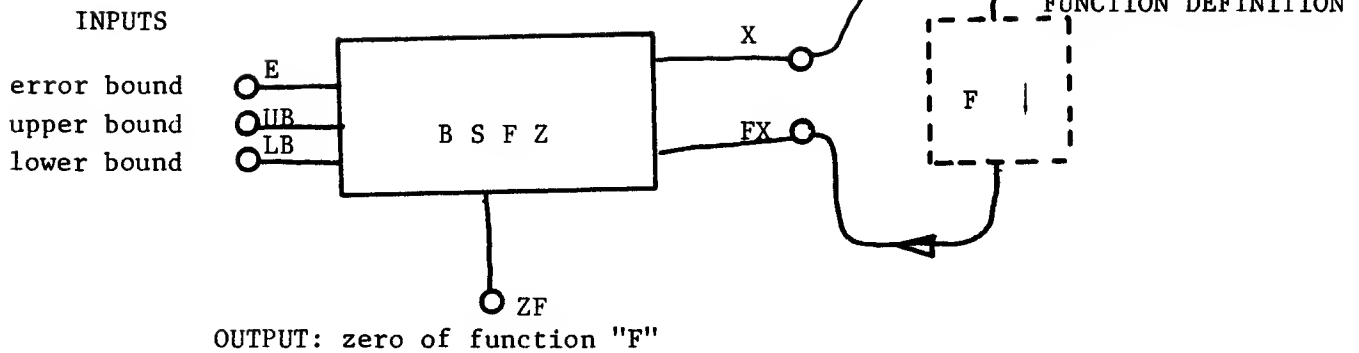 FUNCTION DEFINITION
INPUTS
X
error bound E
upper bound UB
lower bound LB
B S F Z
FX
F
ZF
OUTPUT: zero of function "F"